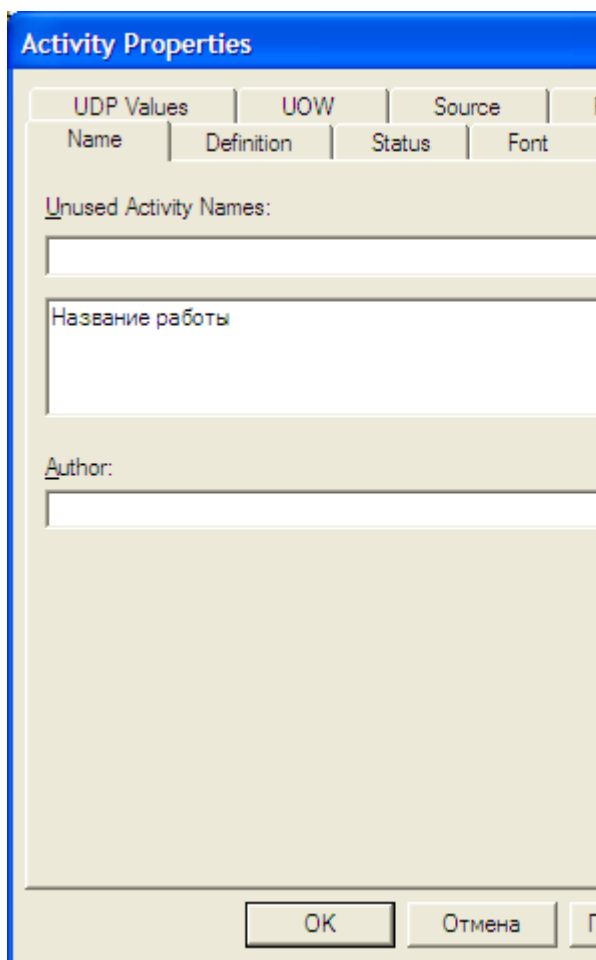 Activity Properties
UDP Values UOW Source
Name Definition Status Font
Unused Activity Names:
Название работы
Author:
OK Отмена